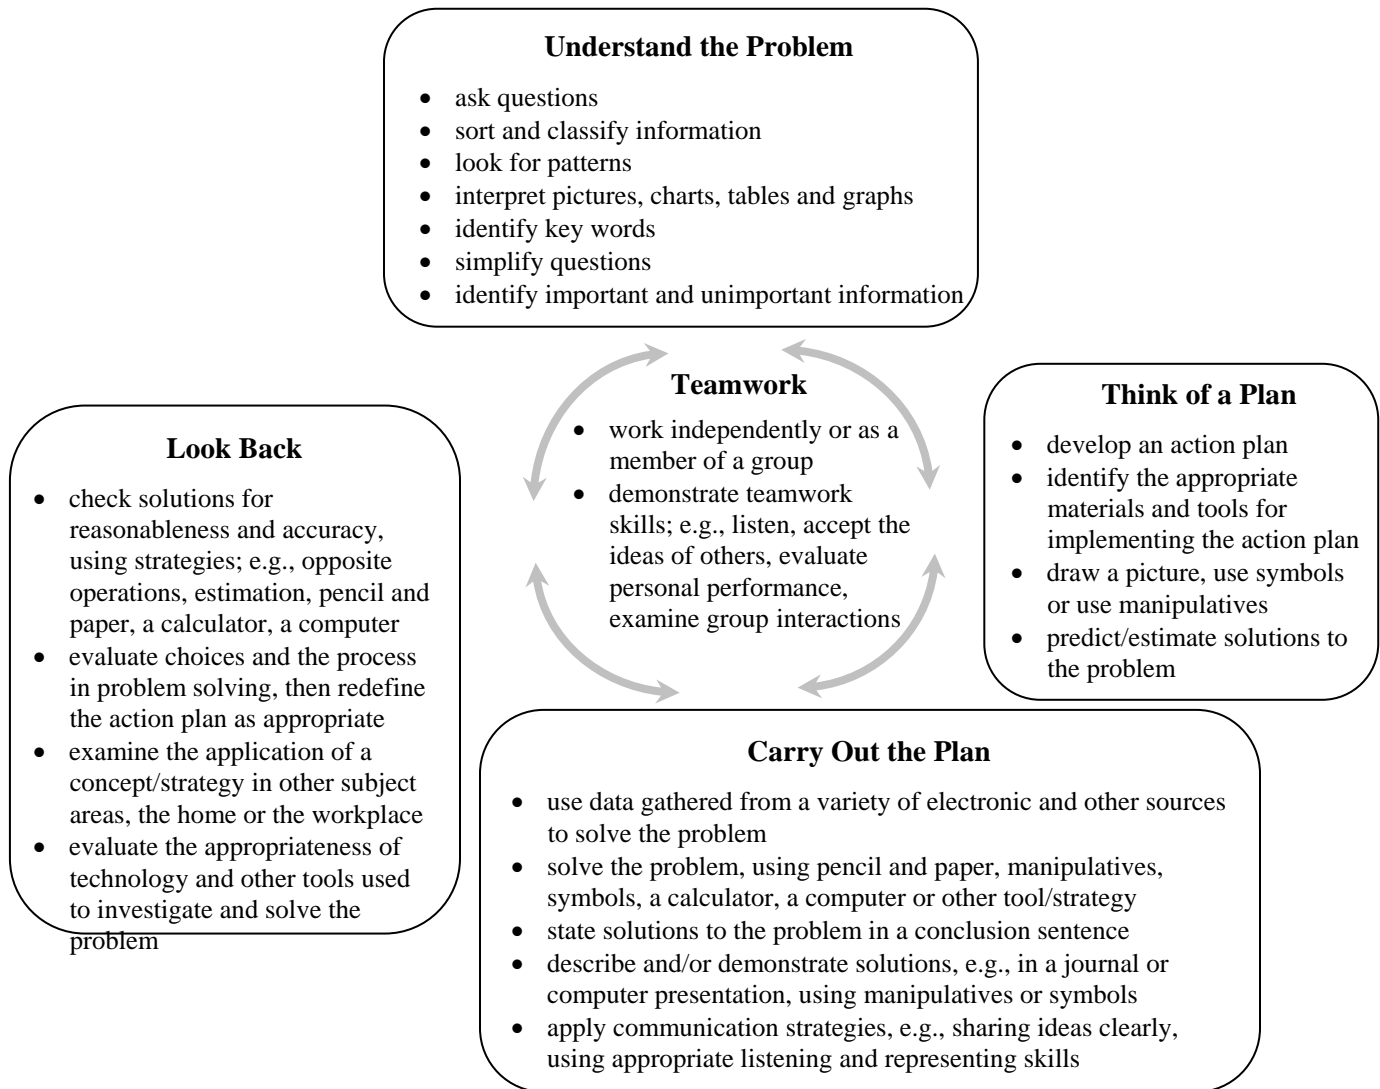 Understand the Problem
• ask questions
• sort and classify information
• look for patterns
• interpret pictures, charts, tables and graphs
• identify key words
• simplify questions
• identify important and unimportant information
Teamwork
• work independently or as a
member of a group
• demonstrate teamwork
skills; e.g., listen, accept the
ideas of others, evaluate
personal performance,
examine group interactions
Think of a Plan
• develop an action plan
• identify the appropriate
materials and tools for
implementing the action plan
• draw a picture, use symbols
or use manipulatives
• predict/estimate solutions to
the problem
Look Back
• check solutions for
reasonableness and accuracy,
using strategies; e.g., opposite
operations, estimation, pencil and
paper, a calculator, a computer
• evaluate choices and the process
in problem solving, then redefine
the action plan as appropriate
• examine the application of a
concept/strategy in other subject
areas, the home or the workplace
• evaluate the appropriateness of
technology and other tools used
to investigate and solve the
problem
Carry Out the Plan
• use data gathered from a variety of electronic and other sources
to solve the problem
• solve the problem, using pencil and paper, manipulatives,
symbols, a calculator, a computer or other tool/strategy
• state solutions to the problem in a conclusion sentence
• describe and/or demonstrate solutions, e.g., in a journal or
computer presentation, using manipulatives or symbols
• apply communication strategies, e.g., sharing ideas clearly,
using appropriate listening and representing skills